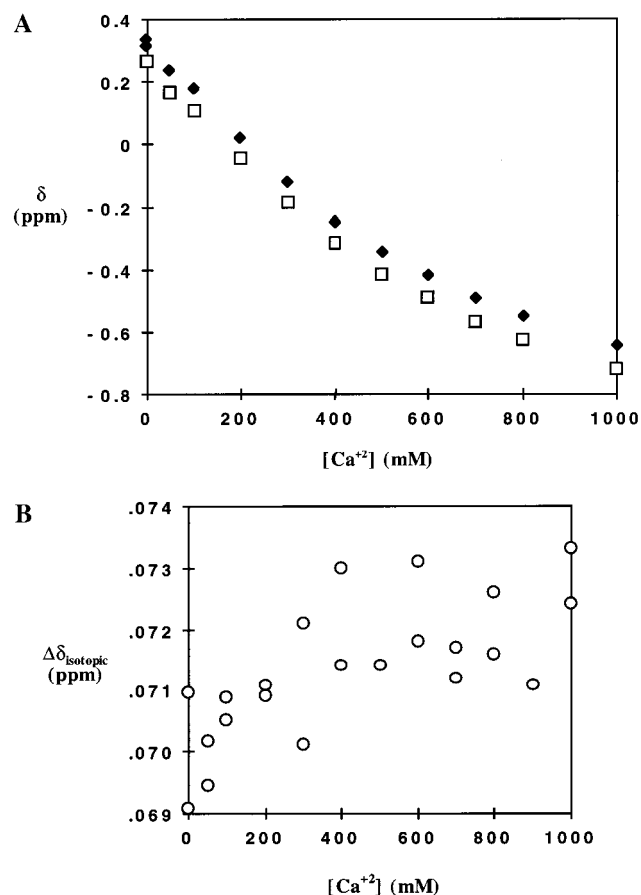 A
0.4
0.2
0
- 0.2
- 0.4
- 0.6
- 0.8
δ
(ppm)
0 200 400 600 800 1000
[Ca+2] (mM)
B
.074
.073
.072
.071
.070
.069
Δδisotopic
(ppm)
0 200 400 600 800 1000
[Ca+2] (mM)